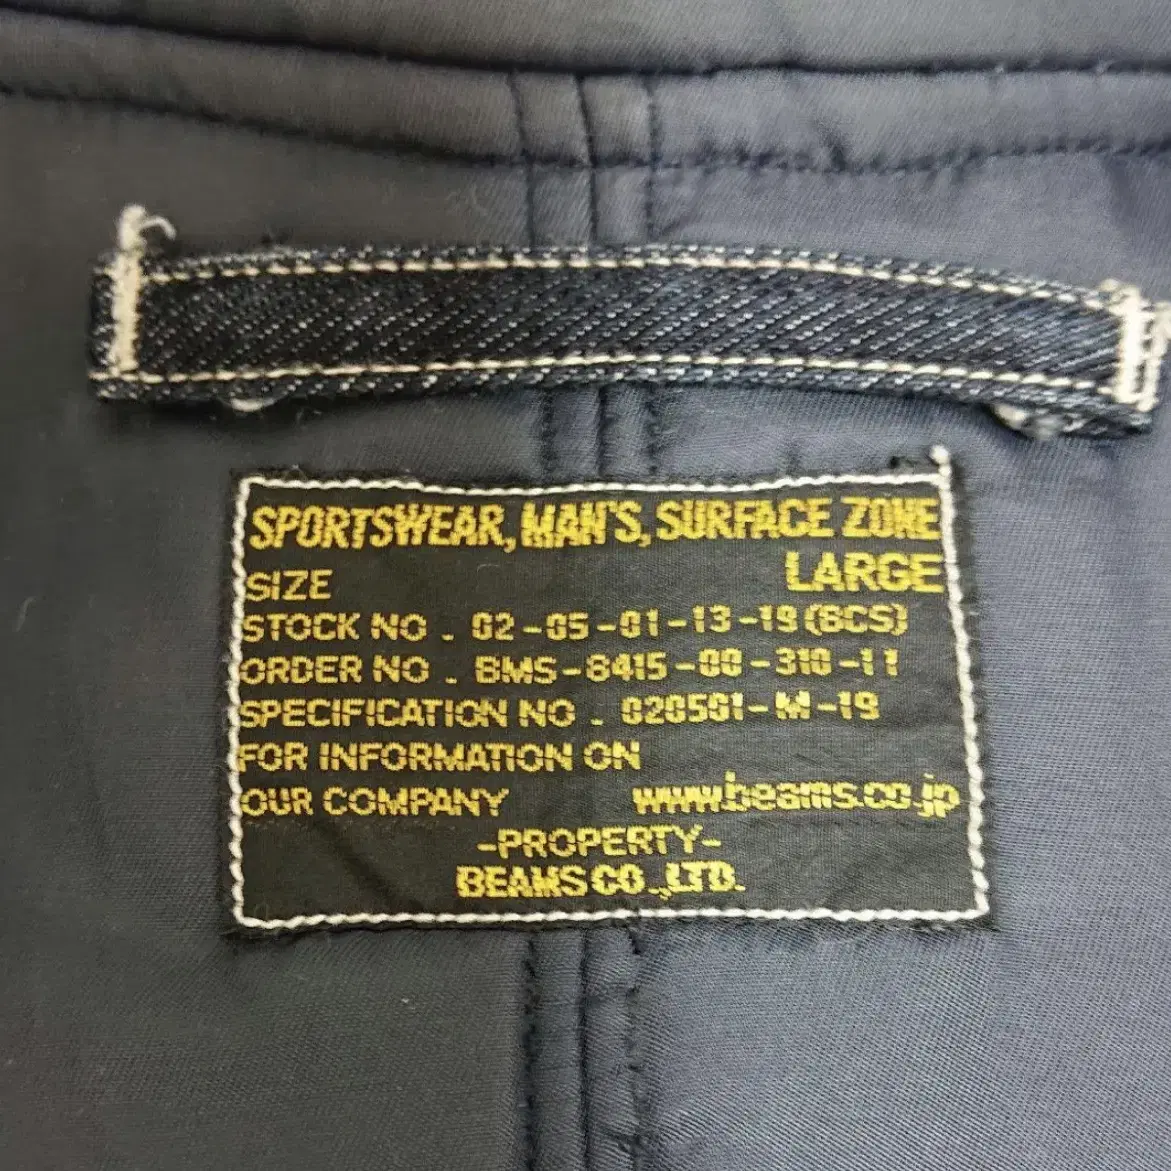 SPORTSWEAR, MAN'S, SURFACE ZONE
SIZE LARGE
STOCK NO . 02-05-01-13-19(BCS)
ORDER NO . BMS-8415-00-310-11
SPECIFICATION NO . 020501-M-19
FOR INFORMATION ON
OUR COMPANY www.beams.co.jp
-PROPERTY-
BEAMS CO.,LTD.